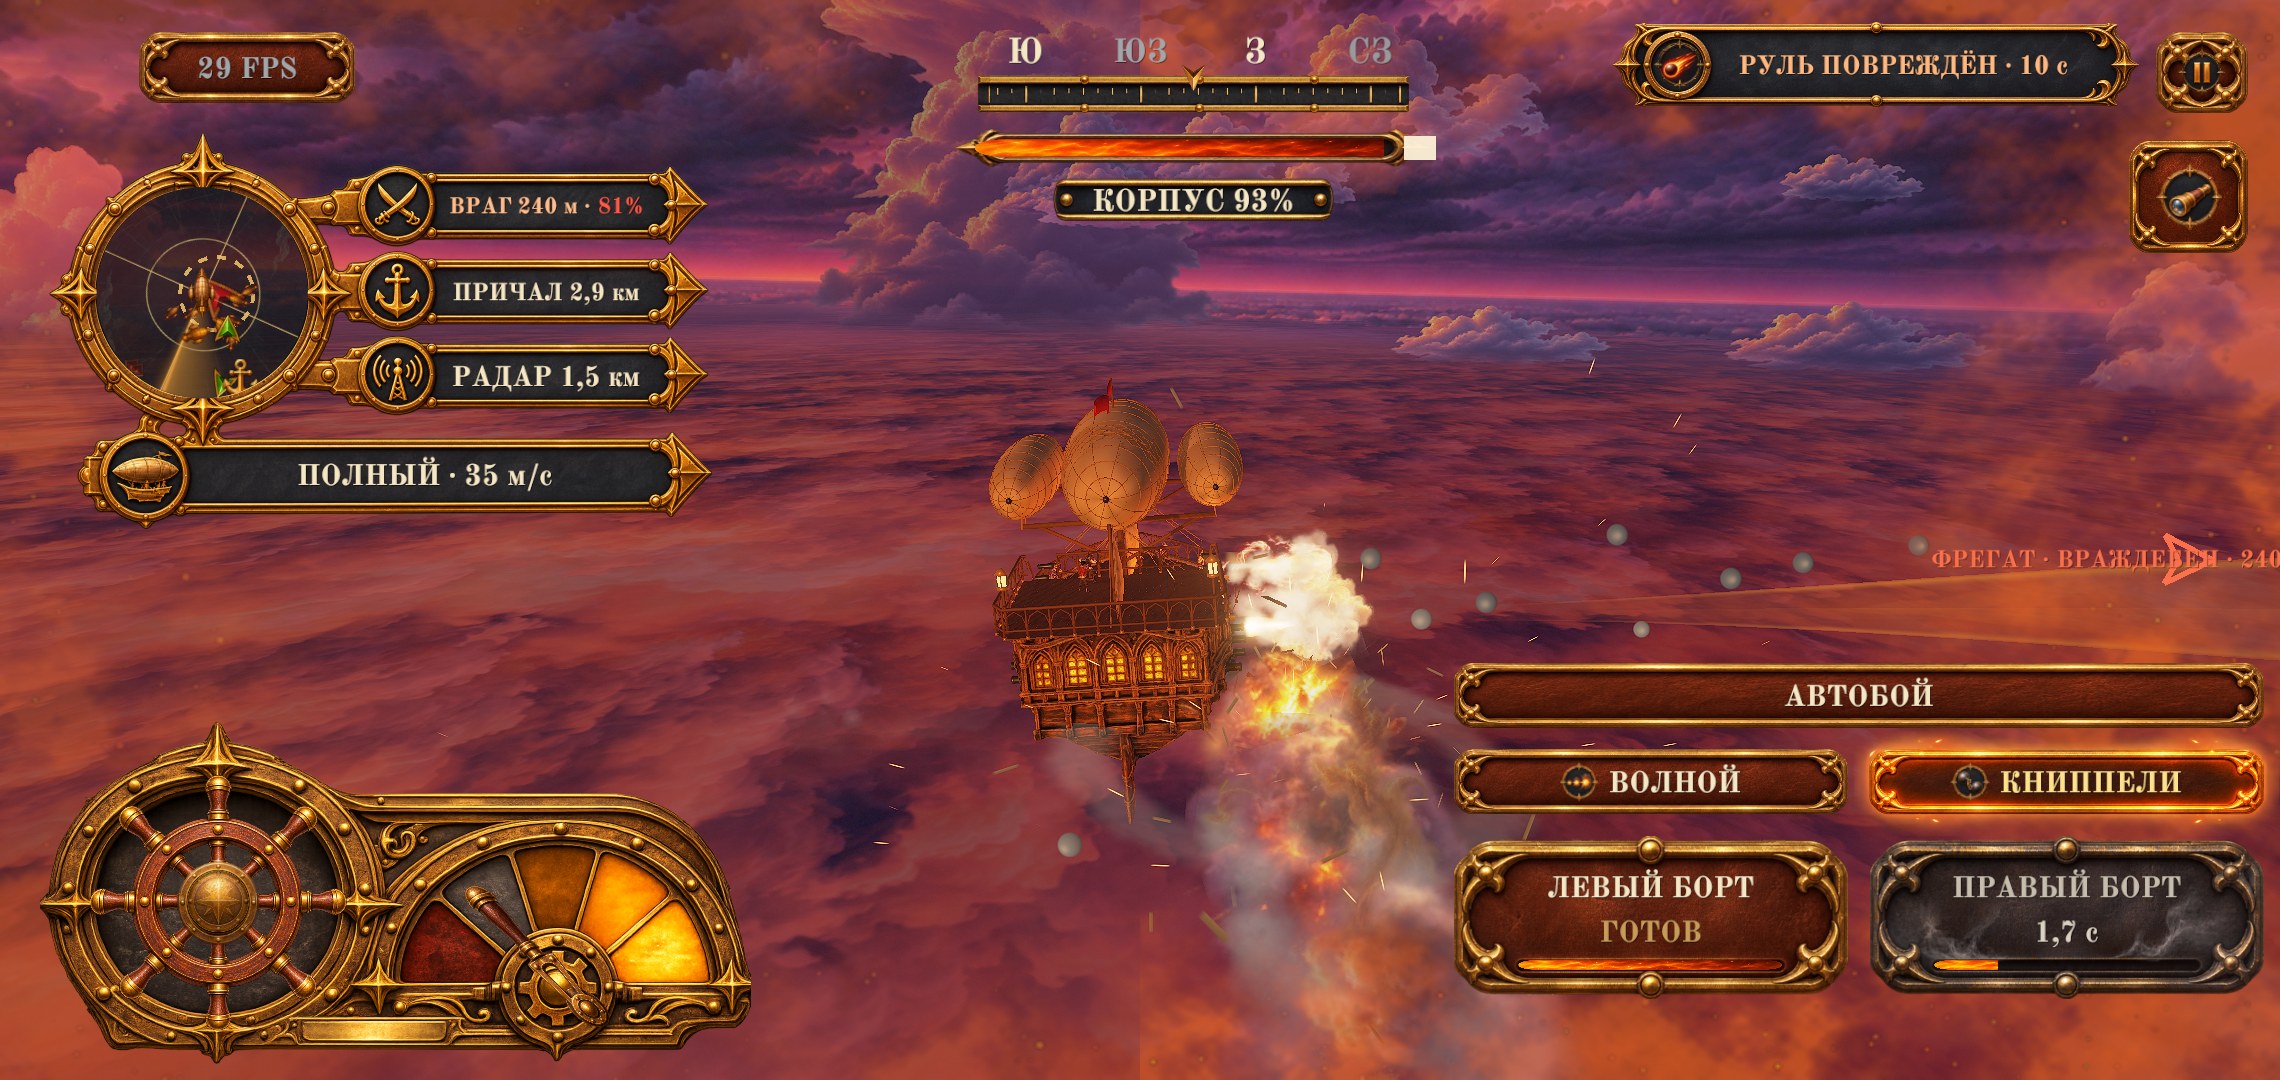 29 FPS
Ю ЮЗ З СЗ
РУЛЬ ПОВРЕЖДЁН · 10 с
КОРПУС 93%
ВРАГ 240 м · 81%
ПРИЧАЛ 2,9 км
РАДАР 1,5 км
ПОЛНЫЙ · 35 м/с
ФРЕГАТ · ВРАЖДЕБЕН · 240
АВТОБОЙ
ВОЛНОЙ
КНИППЕЛИ
ЛЕВЫЙ БОРТ
ГОТОВ
ПРАВЫЙ БОРТ
1,7 с